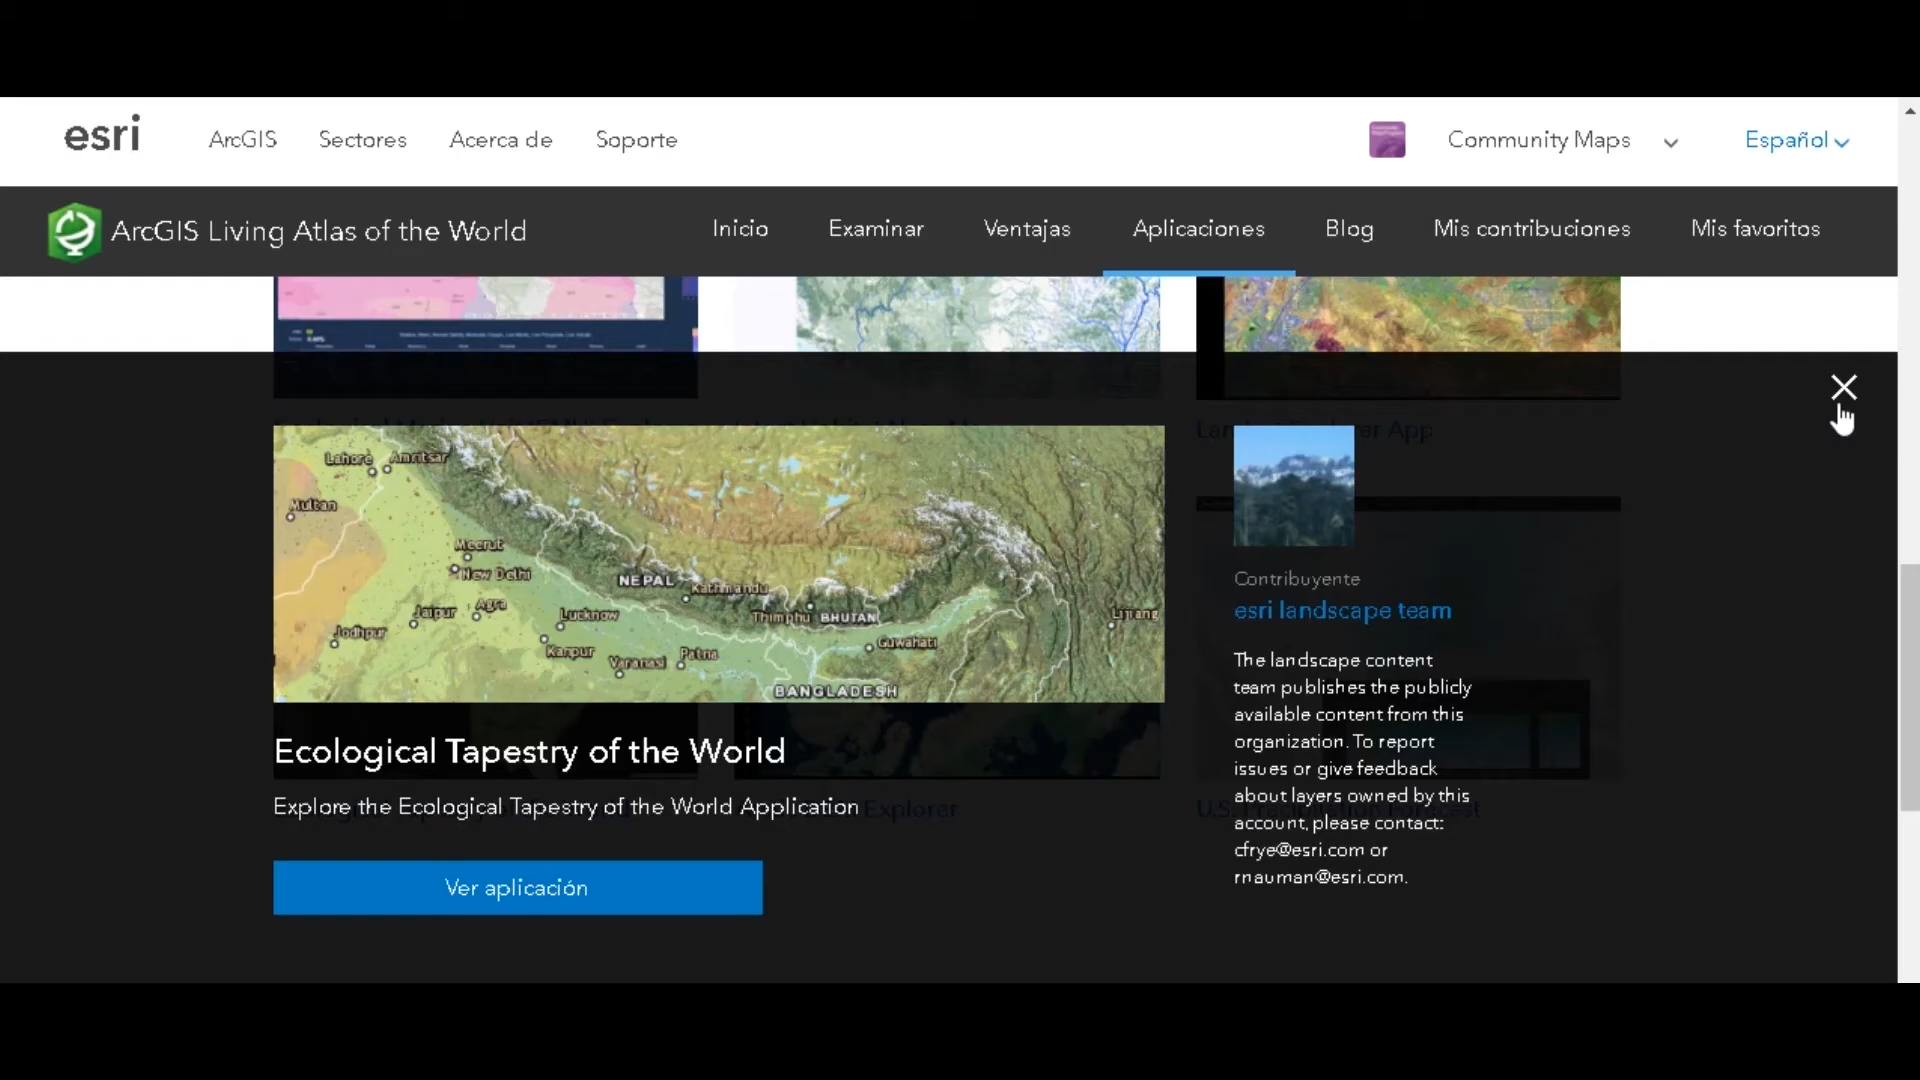 esri
ArcGIS
Sectores
Acerca de
Soporte
Community Maps
Español
ArcGIS Living Atlas of the World
Inicio
Examinar
Ventajas
Aplicaciones
Blog
Mis contribuciones
Mis favoritos
Lahore
Amritsar
Multan
Meerut
New Delhi
NEPAL
Kathmandu
Jaipur
Agra
Lucknow
Thimphu
BHUTAN
Lijiang
Jodhpur
Kanpur
Varanasi
Patna
Guwahati
BANGLADESH
Ecological Tapestry of the World
Explore the Ecological Tapestry of the World Application
Ver aplicación
Contribuyente
esri landscape team
The landscape content
team publishes the publicly
available content from this
organization. To report
issues or give feedback
about layers owned by this
account, please contact:
cfrye@esri.com or
rnauman@esri.com.